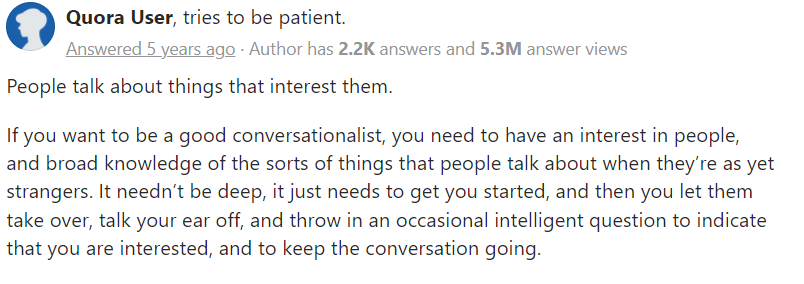 Quora User, tries to be patient.
Answered 5 years ago · Author has 2.2K answers and 5.3M answer views
People talk about things that interest them.
If you want to be a good conversationalist, you need to have an interest in people,
and broad knowledge of the sorts of things that people talk about when they’re as yet
strangers. It needn’t be deep, it just needs to get you started, and then you let them
take over, talk your ear off, and throw in an occasional intelligent question to indicate
that you are interested, and to keep the conversation going.